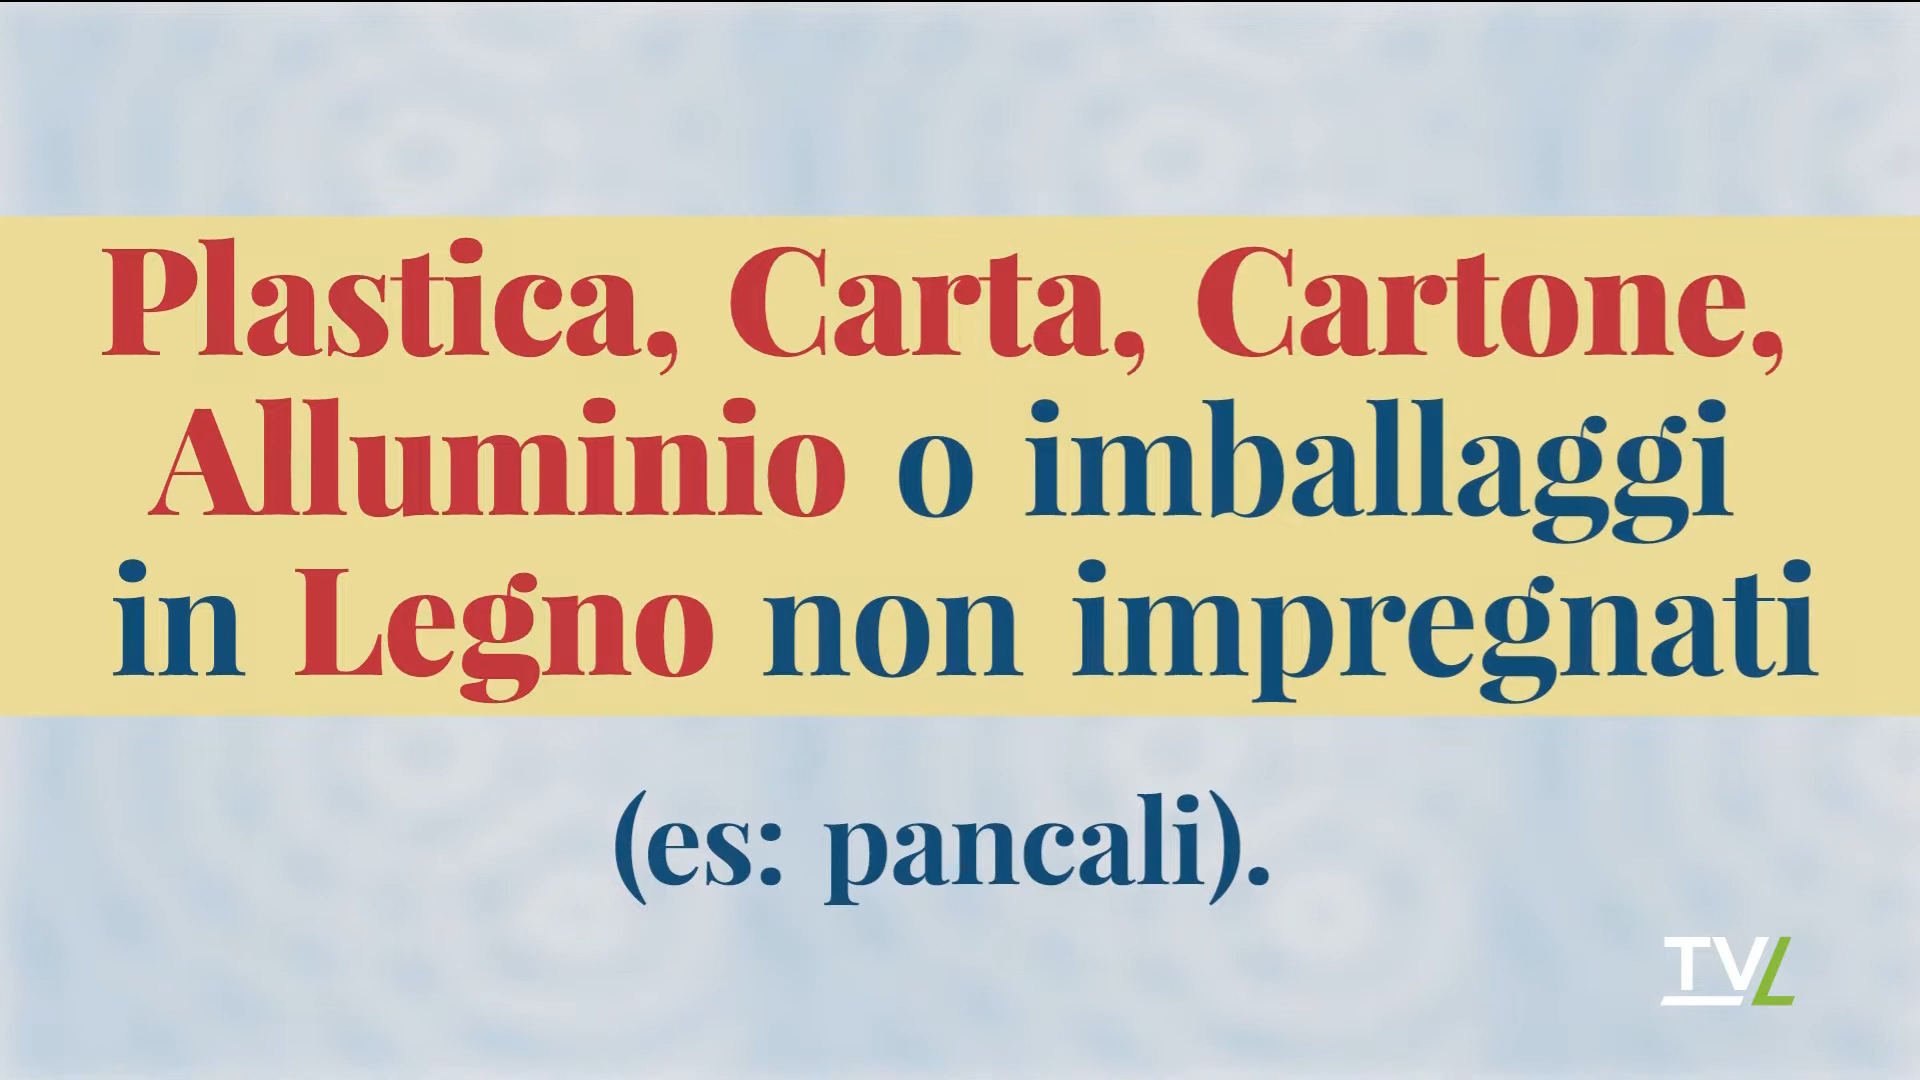 Plastica, Carta, Cartone,
Alluminio o imballaggi
in Legno non impregnati
(es: pancali).
TVL